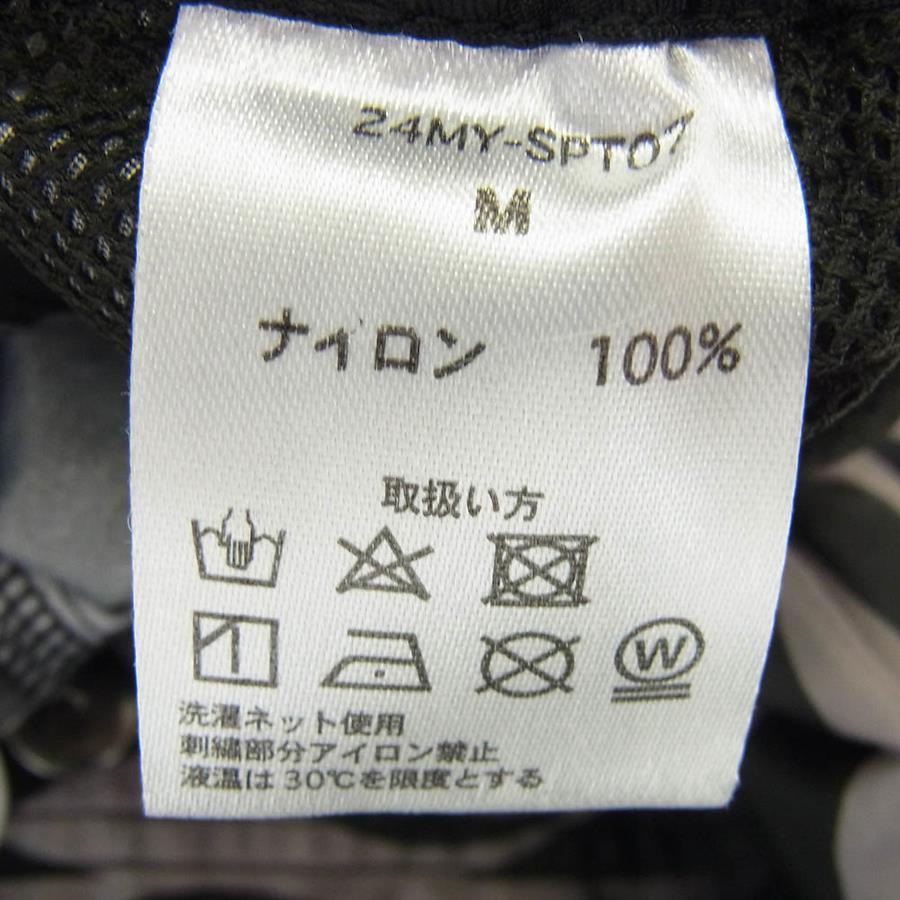 24MY-SPT07
M
ナイロン 100%
取扱い方
W
洗濯ネット使用
刺繍部分アイロン禁止
液温は30℃を限度とする